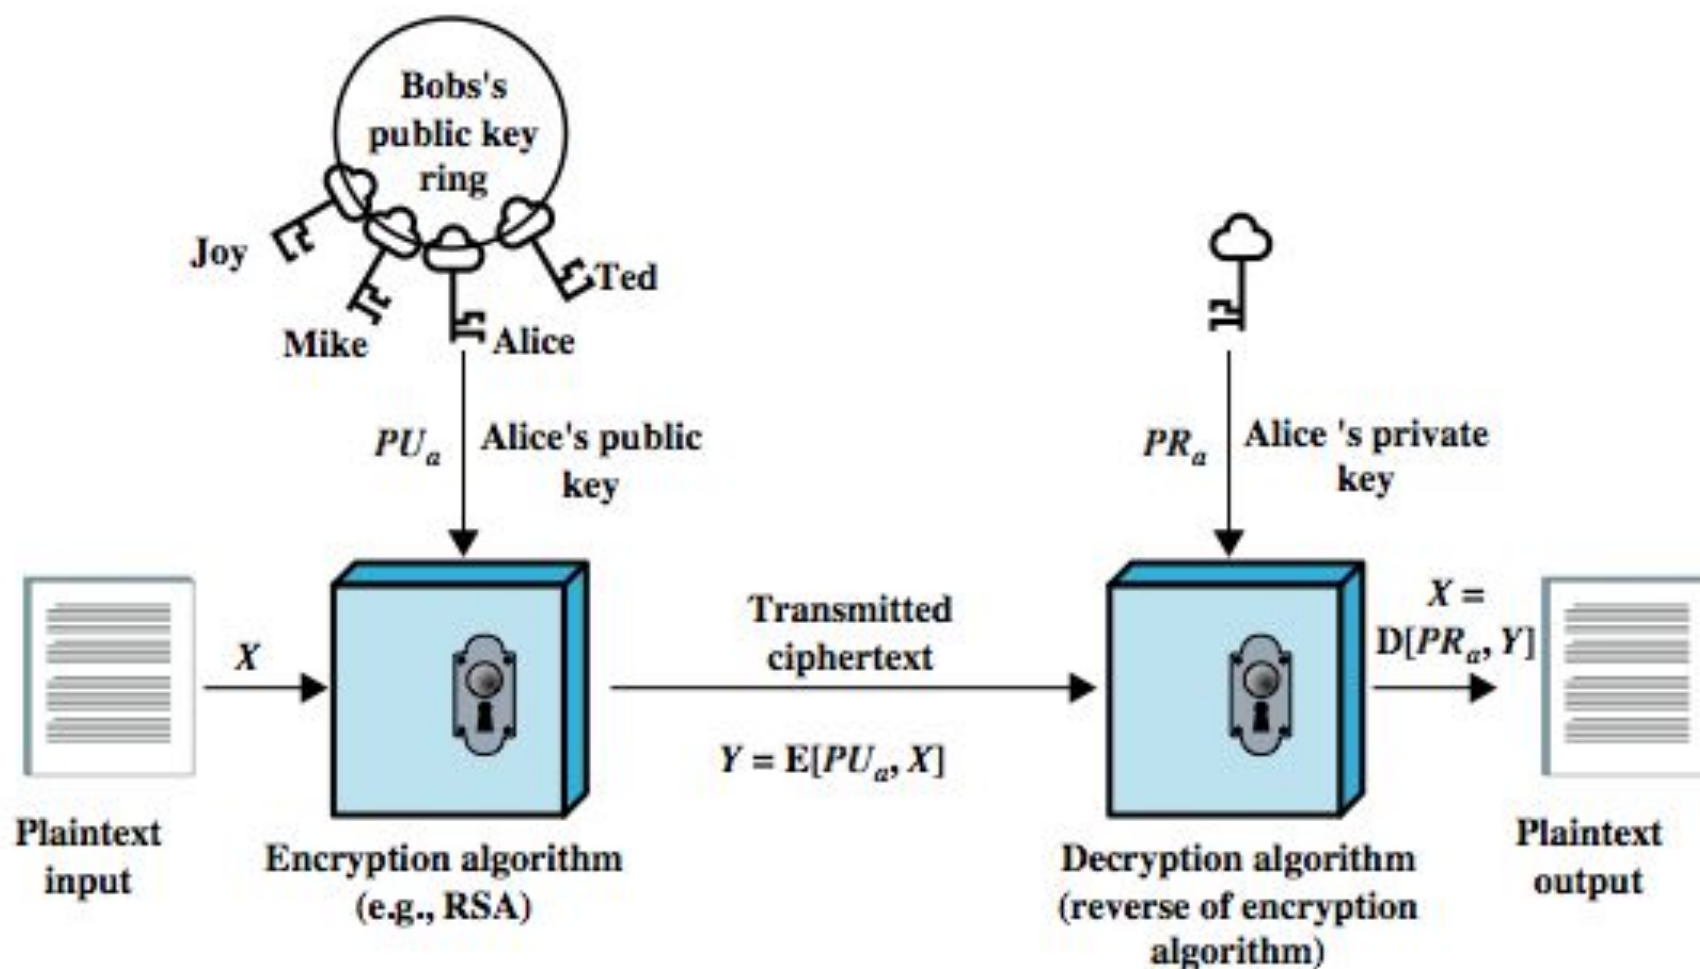 Bobs's
public key
ring
Joy
Ted
Mike
Alice
PUa
Alice's public
key
PRa
Alice 's private
key
X
Transmitted
ciphertext
Y = E[PUa, X]
X =
D[PRa, Y]
Plaintext
input
Encryption algorithm
(e.g., RSA)
Decryption algorithm
(reverse of encryption
algorithm)
Plaintext
output